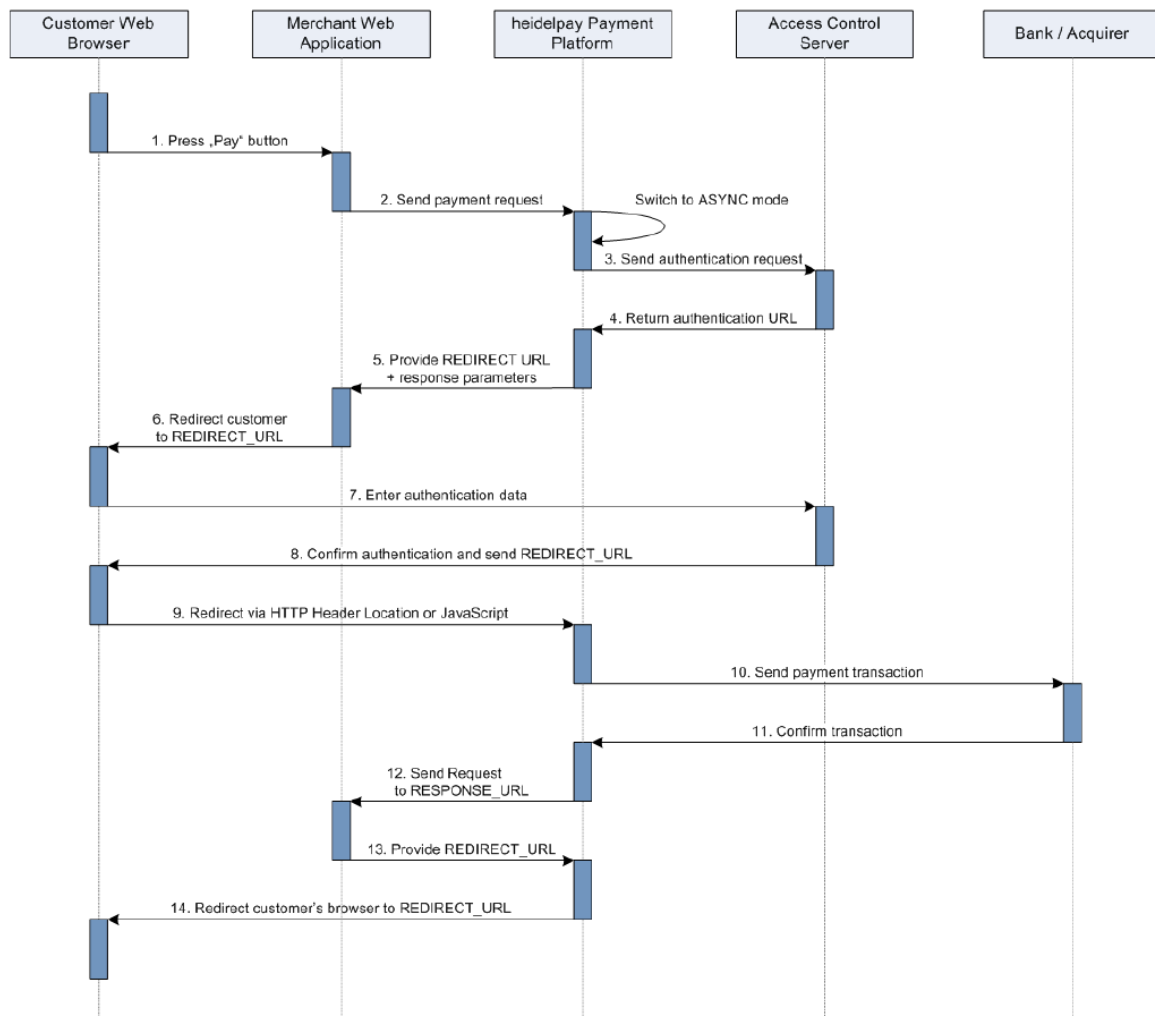 Customer Web
Browser
Merchant Web
Application
heidelpay Payment
Platform
Access Control
Server
Bank / Acquirer
1. Press „Pay“ button
2. Send payment request
Switch to ASYNC mode
3. Send authentication request
4. Return authentication URL
5. Provide REDIRECT URL
+ response parameters
6. Redirect customer
to REDIRECT_URL
7. Enter authentication data
8. Confirm authentication and send REDIRECT_URL
9. Redirect via HTTP Header Location or JavaScript
10. Send payment transaction
11. Confirm transaction
12. Send Request
to RESPONSE_URL
13. Provide REDIRECT_URL
14. Redirect customer's browser to REDIRECT_URL